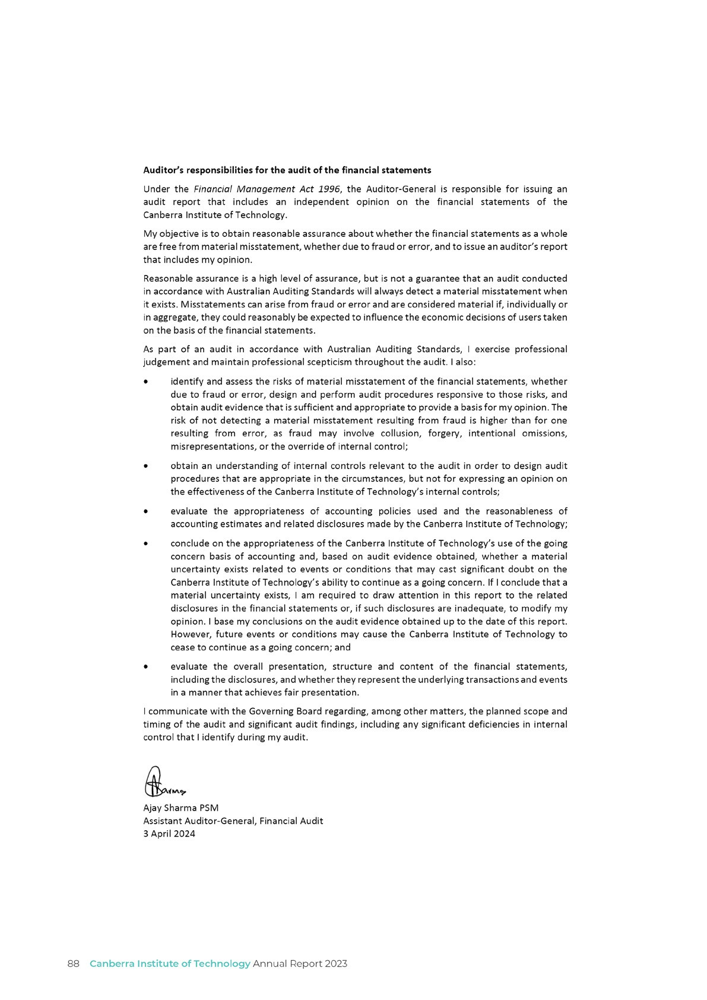 Auditor’s responsibilities for the audit of the financial statements
Under the Financial Management Act 1996, the Auditor-General is responsible for issuing an
audit report that includes an independent opinion on the financial statements of the
Canberra Institute of Technology.
My objective is to obtain reasonable assurance about whether the financial statements as a whole
are free from material misstatement, whether due to fraud or error, and to issue an auditor’s report
that includes my opinion.
Reasonable assurance is a high level of assurance, but is not a guarantee that an audit conducted
in accordance with Australian Auditing Standards will always detect a material misstatement when
it exists. Misstatements can arise from fraud or error and are considered material if, individually or
in aggregate, they could reasonably be expected to influence the economic decisions of users taken
on the basis of the financial statements.
As part of an audit in accordance with Australian Auditing Standards, I exercise professional
judgement and maintain professional scepticism throughout the audit. I also:
• identify and assess the risks of material misstatement of the financial statements, whether
due to fraud or error, design and perform audit procedures responsive to those risks, and
obtain audit evidence that is sufficient and appropriate to provide a basis for my opinion. The
risk of not detecting a material misstatement resulting from fraud is higher than for one
resulting from error, as fraud may involve collusion, forgery, intentional omissions,
misrepresentations, or the override of internal control;
• obtain an understanding of internal controls relevant to the audit in order to design audit
procedures that are appropriate in the circumstances, but not for expressing an opinion on
the effectiveness of the Canberra Institute of Technology’s internal controls;
• evaluate the appropriateness of accounting policies used and the reasonableness of
accounting estimates and related disclosures made by the Canberra Institute of Technology;
• conclude on the appropriateness of the Canberra Institute of Technology’s use of the going
concern basis of accounting and, based on audit evidence obtained, whether a material
uncertainty exists related to events or conditions that may cast significant doubt on the
Canberra Institute of Technology’s ability to continue as a going concern. If I conclude that a
material uncertainty exists, I am required to draw attention in this report to the related
disclosures in the financial statements or, if such disclosures are inadequate, to modify my
opinion. I base my conclusions on the audit evidence obtained up to the date of this report.
However, future events or conditions may cause the Canberra Institute of Technology to
cease to continue as a going concern; and
• evaluate the overall presentation, structure and content of the financial statements,
including the disclosures, and whether they represent the underlying transactions and events
in a manner that achieves fair presentation.
I communicate with the Governing Board regarding, among other matters, the planned scope and
timing of the audit and significant audit findings, including any significant deficiencies in internal
control that I identify during my audit.
Ajay Sharma PSM
Assistant Auditor-General, Financial Audit
3 April 2024
88 Canberra Institute of Technology Annual Report 2023